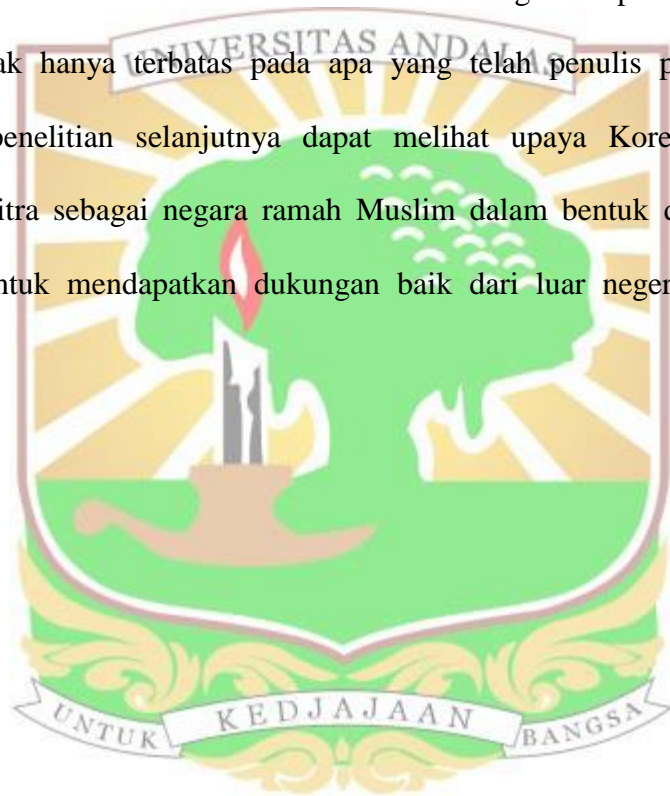 UNIVERSITAS ANDALAS
ak hanya terbatas pada apa yang telah penulis p
penelitian selanjutnya dapat melihat upaya Kore
itra sebagai negara ramah Muslim dalam bentuk d
ntuk mendapatkan dukungan baik dari luar neger
UNTUK KEDJAJAAN BANGSA